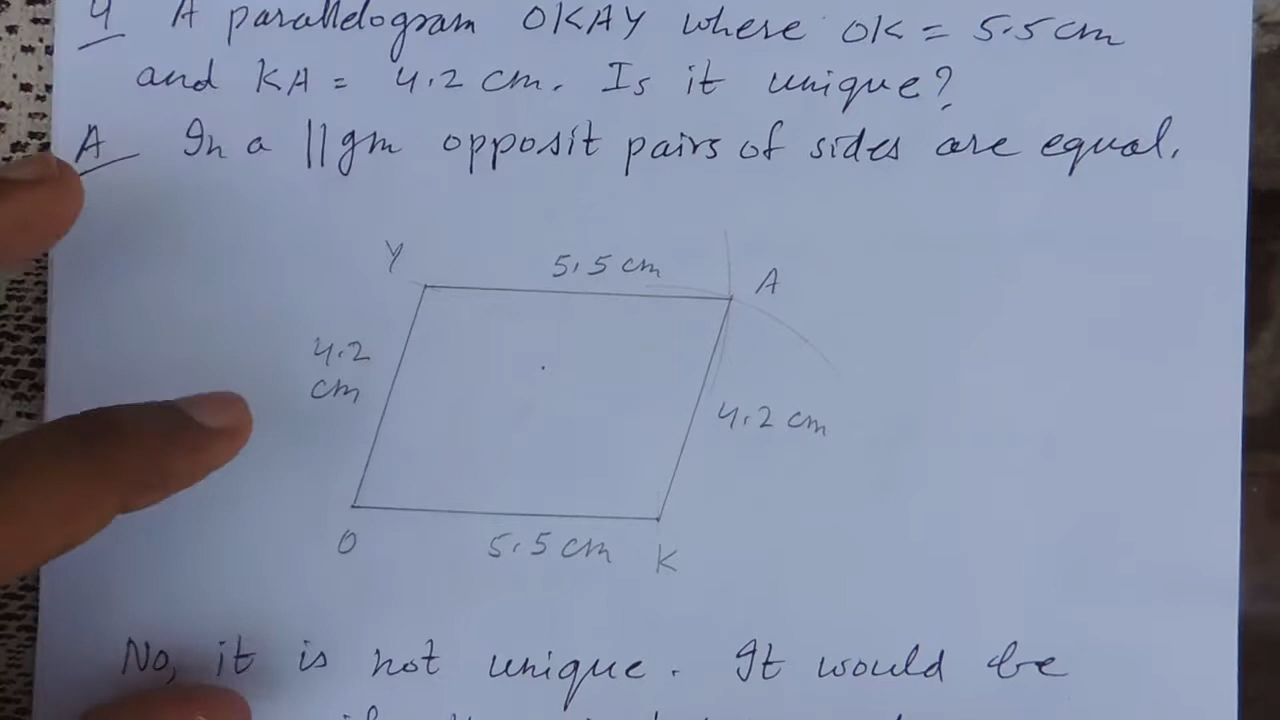 4 A parallelogram OKAY where OK = 5.5 cm
and KA = 4.2 cm. Is it unique?
A In a ||gm opposit pairs of sides are equal.
Y 5.5 cm A
4.2
cm
4.2 cm
O 5.5 cm K
No, it is not unique. It would be